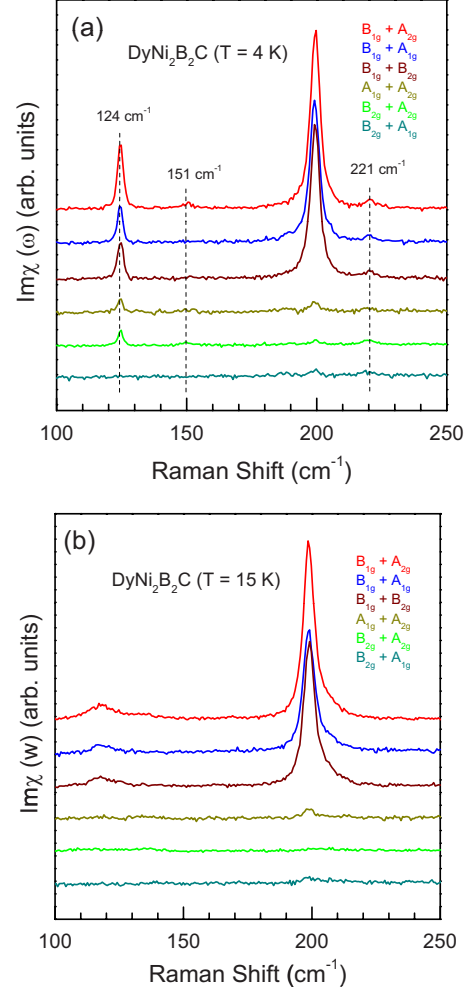 (a)
DyNi₂B₂C (T = 4 K)
B₁g + A₂g
B₁g + A₁g
B₁g + B₂g
A₁g + A₂g
B₂g + A₂g
B₂g + A₁g
124 cm⁻¹
151 cm⁻¹
221 cm⁻¹
Imχ (ω) (arb. units)
100 150 200 250
Raman Shift (cm⁻¹)
(b)
DyNi₂B₂C (T = 15 K)
B₁g + A₂g
B₁g + A₁g
B₁g + B₂g
A₁g + A₂g
B₂g + A₂g
B₂g + A₁g
Imχ (w) (arb. units)
100 150 200 250
Raman Shift (cm⁻¹)